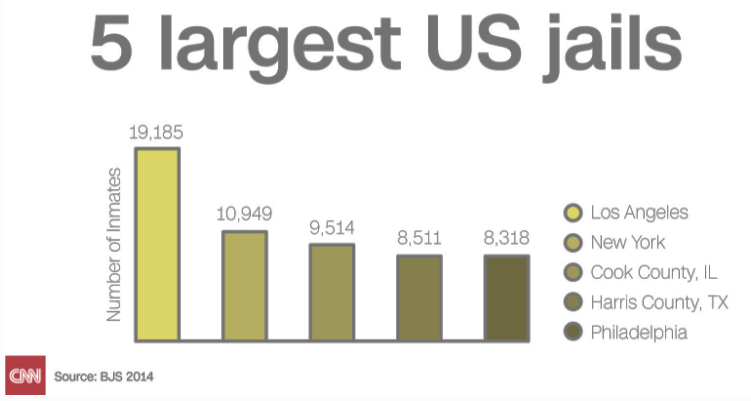 5 largest US jails
19,185
10,949
9,514
8,511
8,318
Number of Inmates
Los Angeles
New York
Cook County, IL
Harris County, TX
Philadelphia
CNN
Source: BJS 2014